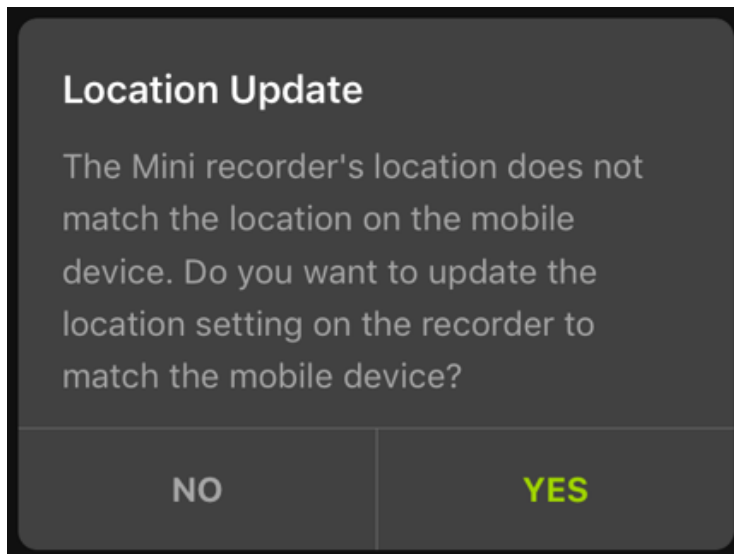 Location Update
The Mini recorder's location does not
match the location on the mobile
device. Do you want to update the
location setting on the recorder to
match the mobile device?
NO
YES